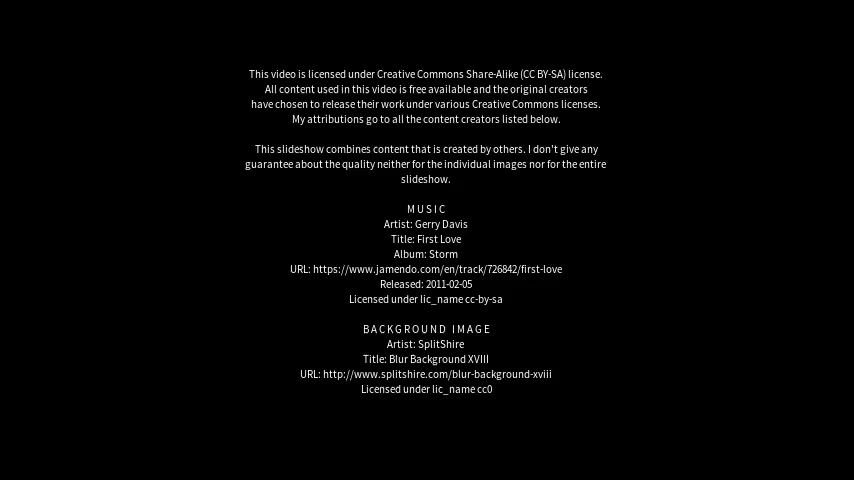 This video is licensed under Creative Commons Share-Alike (CC BY-SA) license.
All content used in this video is free available and the original creators
have chosen to release their work under various Creative Commons licenses.
My attributions go to all the content creators listed below.
This slideshow combines content that is created by others. I don't give any
guarantee about the quality neither for the individual images nor for the entire
slideshow.
MUSIC
Artist: Gerry Davis
Title: First Love
Album: Storm
URL: https://www.jamendo.com/en/track/726842/first-love
Released: 2011-02-05
Licensed under lic_name cc-by-sa
BACKGROUND IMAGE
Artist: SplitShire
Title: Blur Background XVIII
URL: http://www.splitshire.com/blur-background-xviii
Licensed under lic_name cc0